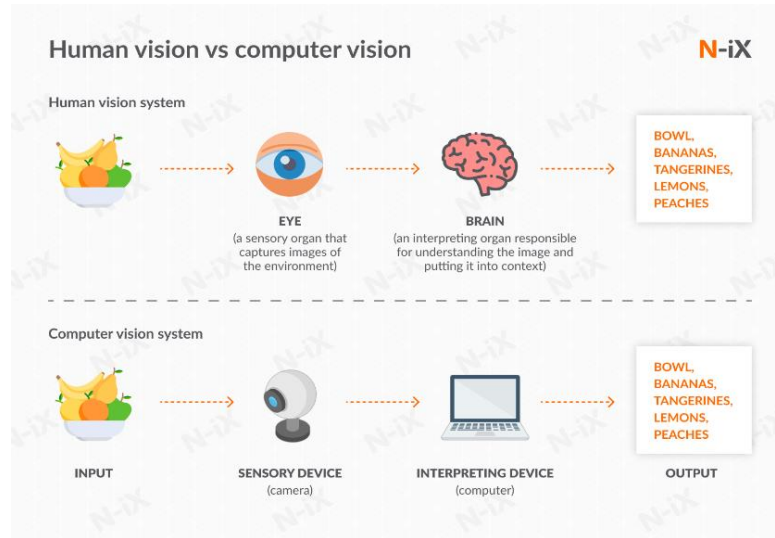 Human vision vs computer vision
N-iX
Human vision system
BOWL,
BANANAS,
TANGERINES,
LEMONS,
PEACHES
EYE
(a sensory organ that
captures images of
the environment)
BRAIN
(an interpreting organ responsible
for understanding the image and
putting it into context)
Computer vision system
BOWL,
BANANAS,
TANGERINES,
LEMONS,
PEACHES
INPUT
SENSORY DEVICE
(camera)
INTERPRETING DEVICE
(computer)
OUTPUT